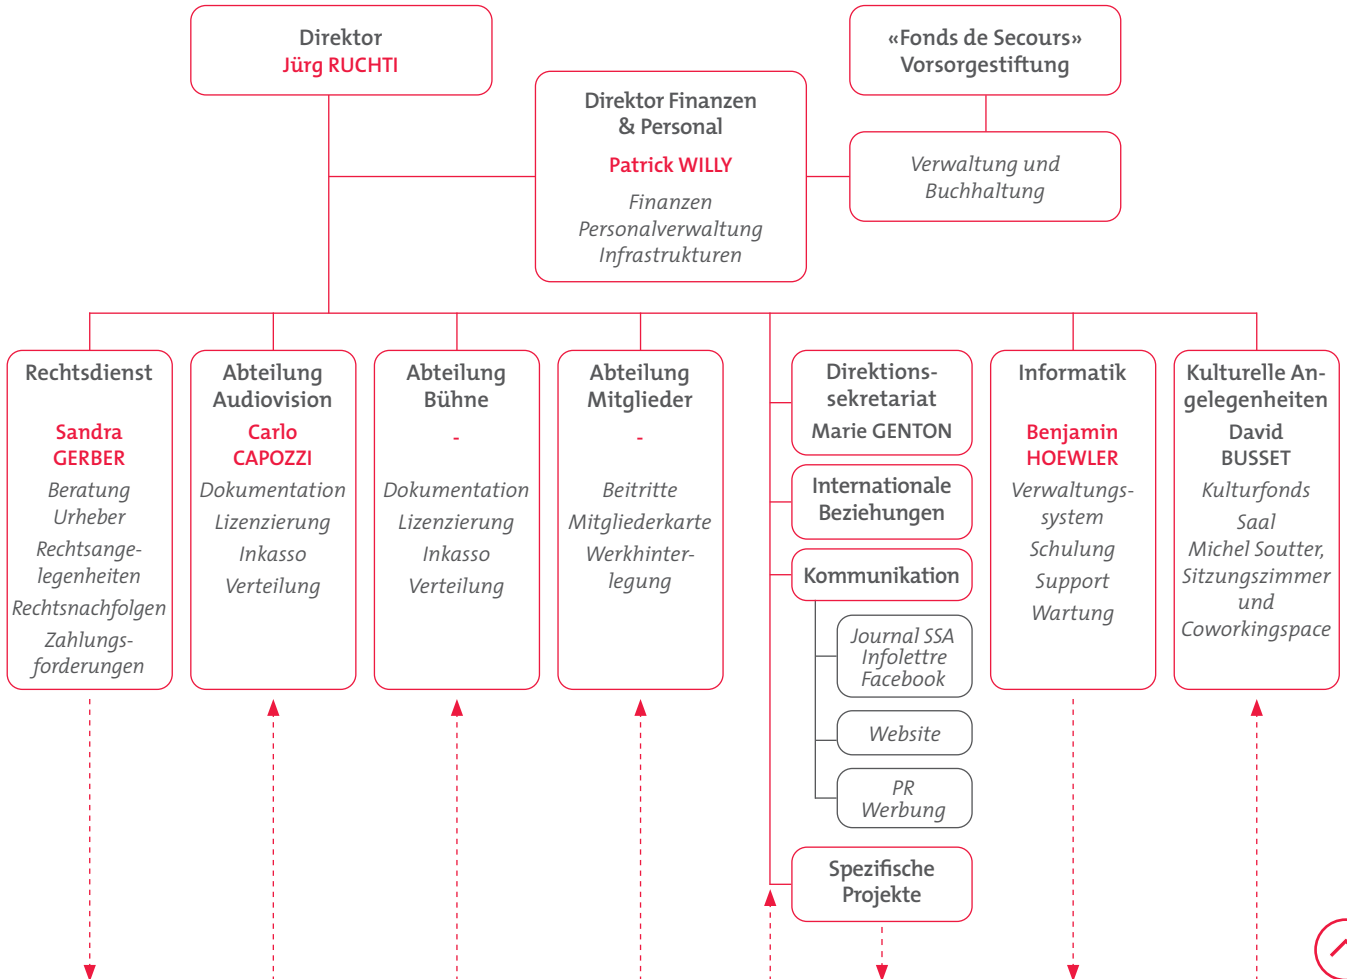 Direktor
Jürg RUCHTI
«Fonds de Secours»
Vorsorgestiftung
Direktor Finanzen
& Personal
Patrick WILLY
Finanzen
Personalverwaltung
Infrastrukturen
Verwaltung und
Buchhaltung
Rechtsdienst
Sandra
GERBER
Beratung
Urheber
Rechtsange-
legenheiten
Rechtsnachfolgen
Zahlungs-
forderungen
Abteilung
Audiovision
Carlo
CAPOZZI
Dokumentation
Lizenzierung
Inkasso
Verteilung
Abteilung
Bühne
-
Dokumentation
Lizenzierung
Inkasso
Verteilung
Abteilung
Mitglieder
-
Beitritte
Mitgliederkarte
Werkhinter-
legung
Direktions-
sekretariat
Marie GENTON
Internationale
Beziehungen
Kommunikation
Journal SSA
Infolettre
Facebook
Website
PR
Werbung
Spezifische
Projekte
Informatik
Benjamin
HOEWLER
Verwaltungs-
system
Schulung
Support
Wartung
Kulturelle An-
gelegenheiten
David
BUSSET
Kulturfonds
Saal
Michel Soutter,
Sitzungszimmer
und
Coworkingspace